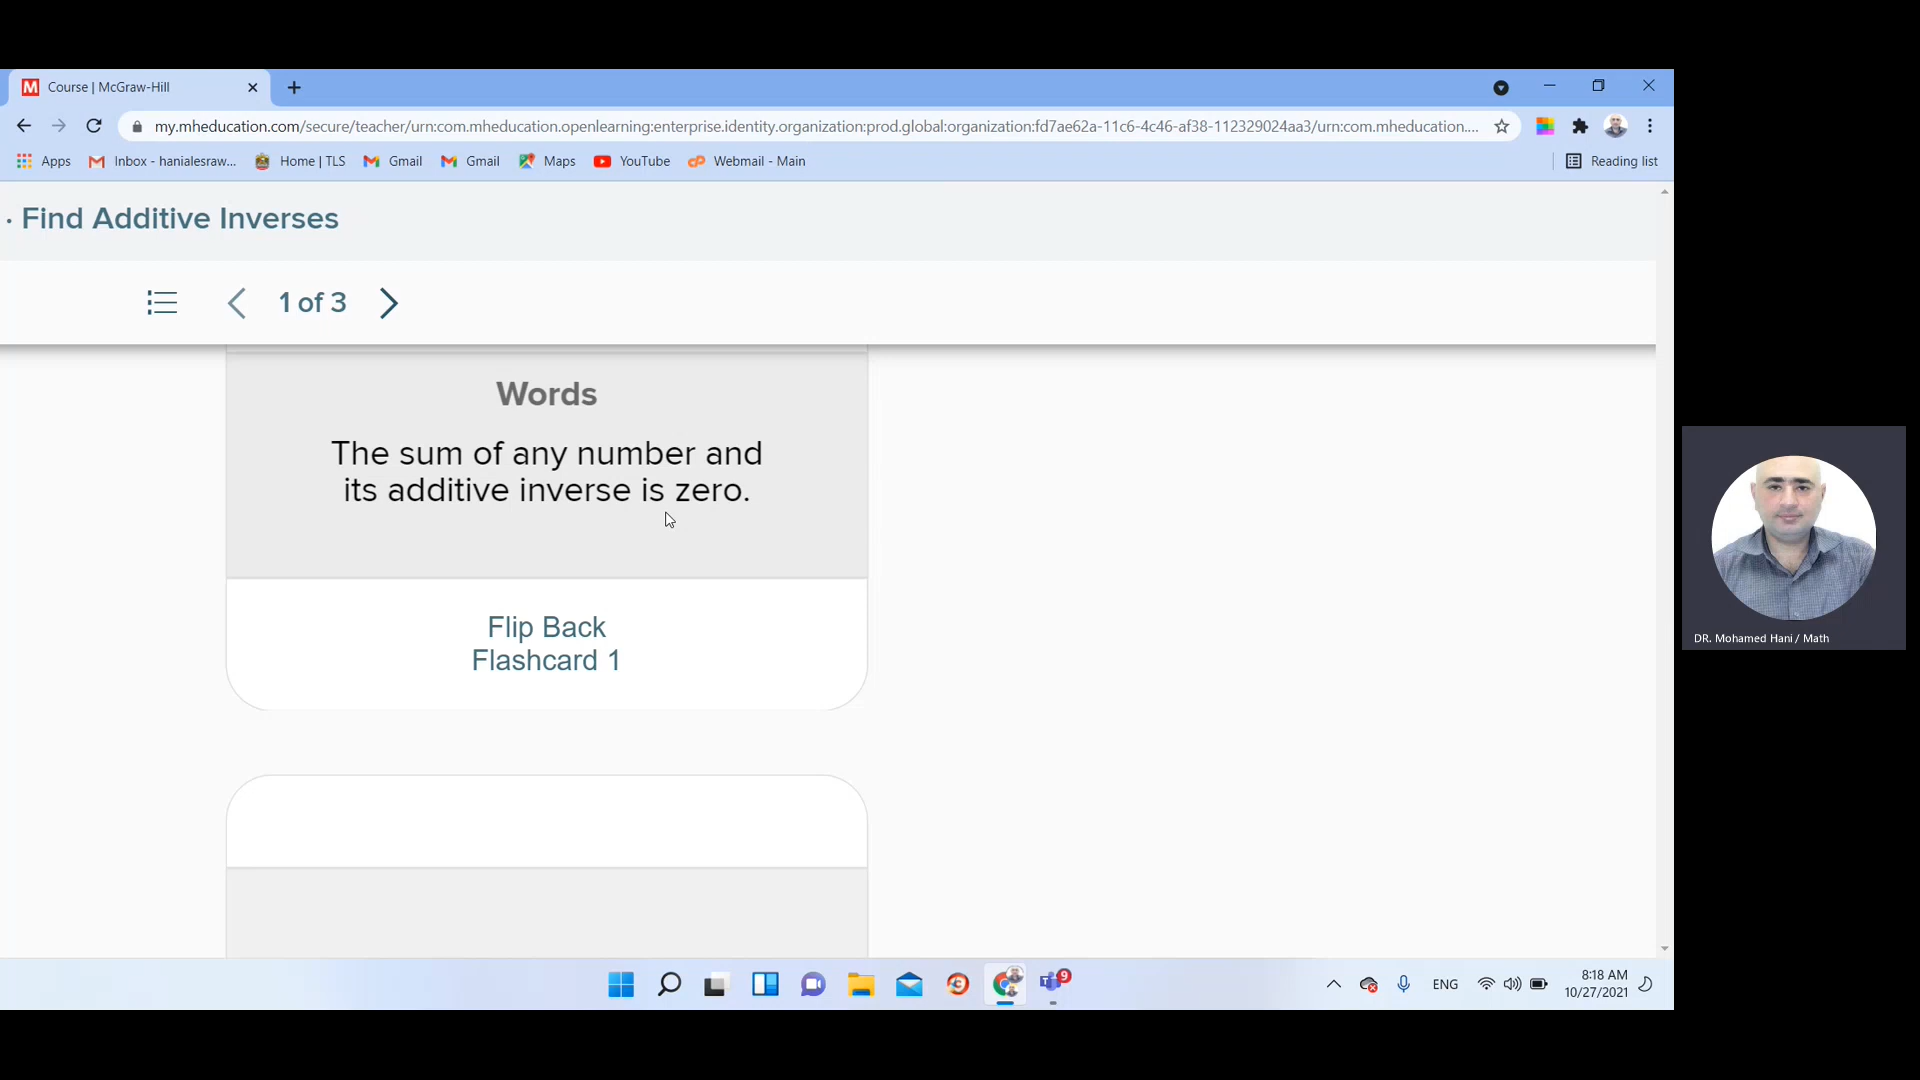 Course | McGraw-Hill
my.mheducation.com/secure/teacher/urn:com.mheducation.openlearning:enterprise.identity.organization:prod.global:organization:fd7ae62a-11c6-4c46-af38-112329024aa3/urn:com.mheducation....
Apps
Inbox - hanialesraw...
Home | TLS
Gmail
Gmail
Maps
YouTube
Webmail - Main
Reading list
· Find Additive Inverses
1 of 3
Words
The sum of any number and
its additive inverse is zero.
Flip Back
Flashcard 1
DR. Mohamed Hani / Math
9
ENG
8:18 AM
10/27/2021